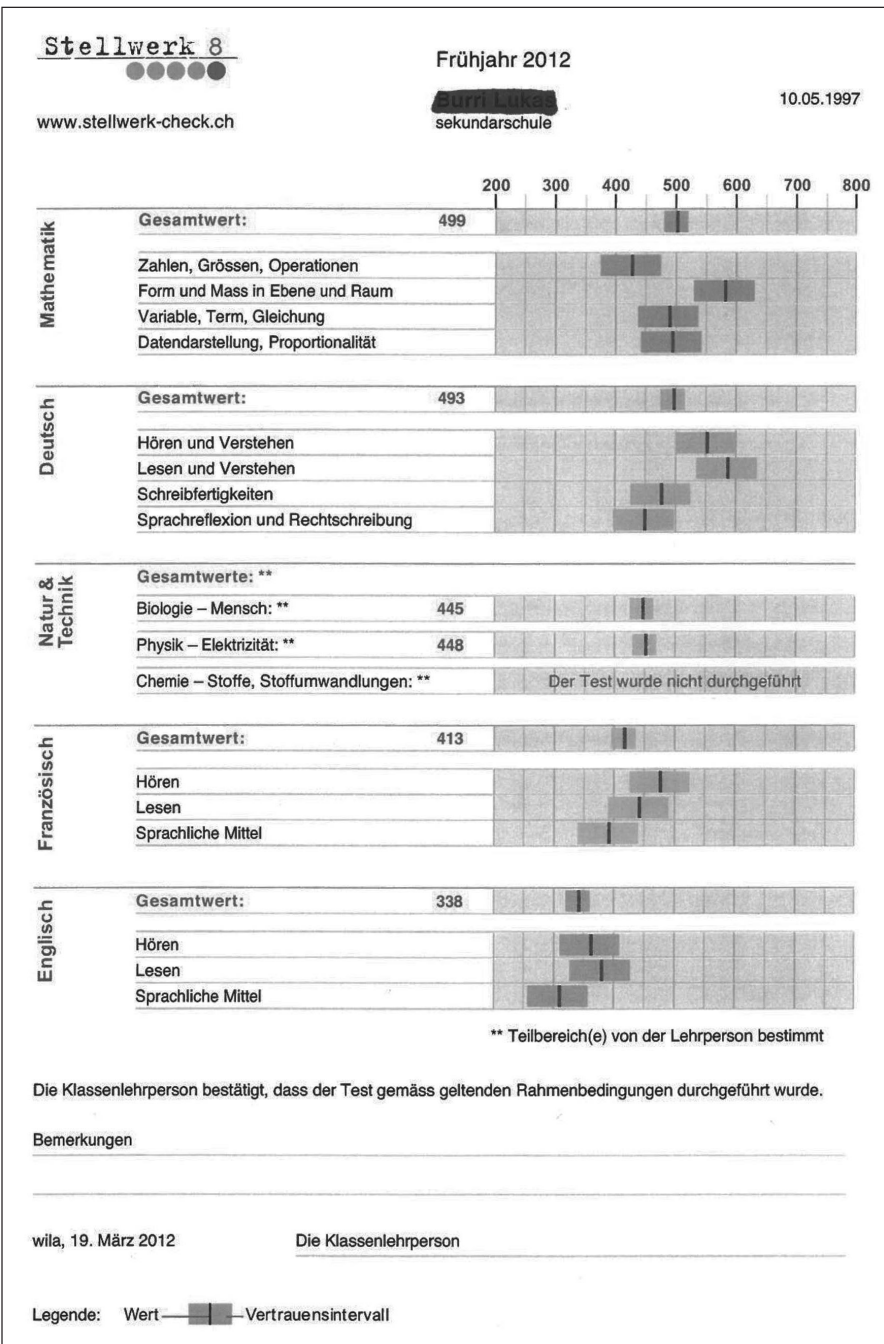 Stellwerk 8
Frühjahr 2012
10.05.1997
www.stellwerk-check.ch
sekundarschule
200 300 400 500 600 700 800
Mathematik
Gesamtwert: 499
Zahlen, Grössen, Operationen
Form und Mass in Ebene und Raum
Variable, Term, Gleichung
Datendarstellung, Proportionalität
Deutsch
Gesamtwert: 493
Hören und Verstehen
Lesen und Verstehen
Schreibfertigkeiten
Sprachreflexion und Rechtschreibung
Natur &
Technik
Gesamtwerte: **
Biologie – Mensch: ** 445
Physik – Elektrizität: ** 448
Chemie – Stoffe, Stoffumwandlungen: ** Der Test wurde nicht durchgeführt
Französisch
Gesamtwert: 413
Hören
Lesen
Sprachliche Mittel
Englisch
Gesamtwert: 338
Hören
Lesen
Sprachliche Mittel
** Teilbereich(e) von der Lehrperson bestimmt
Die Klassenlehrperson bestätigt, dass der Test gemäss geltenden Rahmenbedingungen durchgeführt wurde.
Bemerkungen
wila, 19. März 2012 Die Klassenlehrperson
Legende: Wert Vertrauensintervall